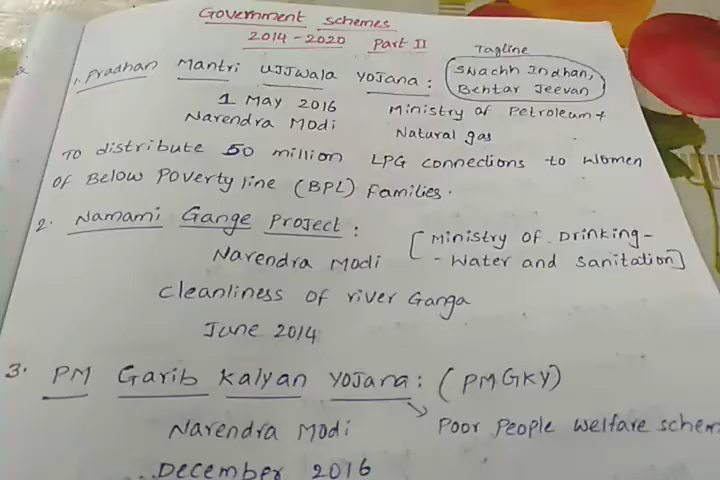 Government schemes
2014-2020 Part II
Tagline
1. Pradhan Mantri UJJWala YoJana :
Swachh Indhan,
Behtar Jeevan
1 May 2016
Ministry of Petroleum +
Narendra Modi
Natural gas
To distribute 50 million LPG connections to women
of Below Poverty line (BPL) Families.
2. Namami Gange Project :
[Ministry of Drinking-
Narendra Modi
- Water and Sanitation]
Cleanliness of river Ganga
June 2014
3. PM Garib Kalyan YoJana : (PMGKY)
Narendra Modi
Poor People Welfare schem
December 2016